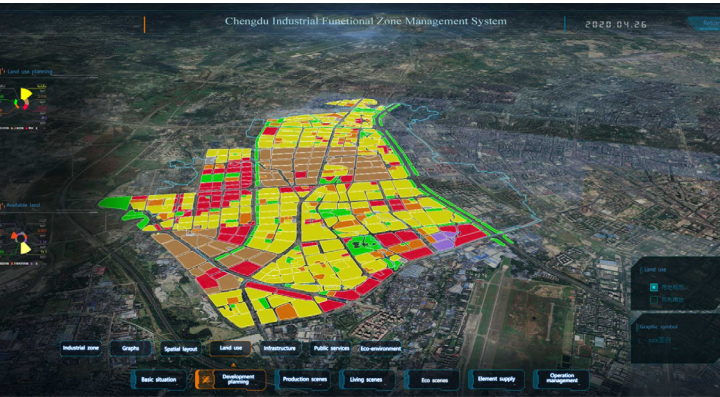 Chengdu Industrial Functional Zone Management System
2020.04.26
Land use planning
Available land
Land use
Graphic symbol
Industrial zone
Graphs
Spatial layout
Land use
Infrastructure
Public services
Eco-environment
Basic situation
Development planning
Production scenes
Living scenes
Eco scenes
Element supply
Operation management